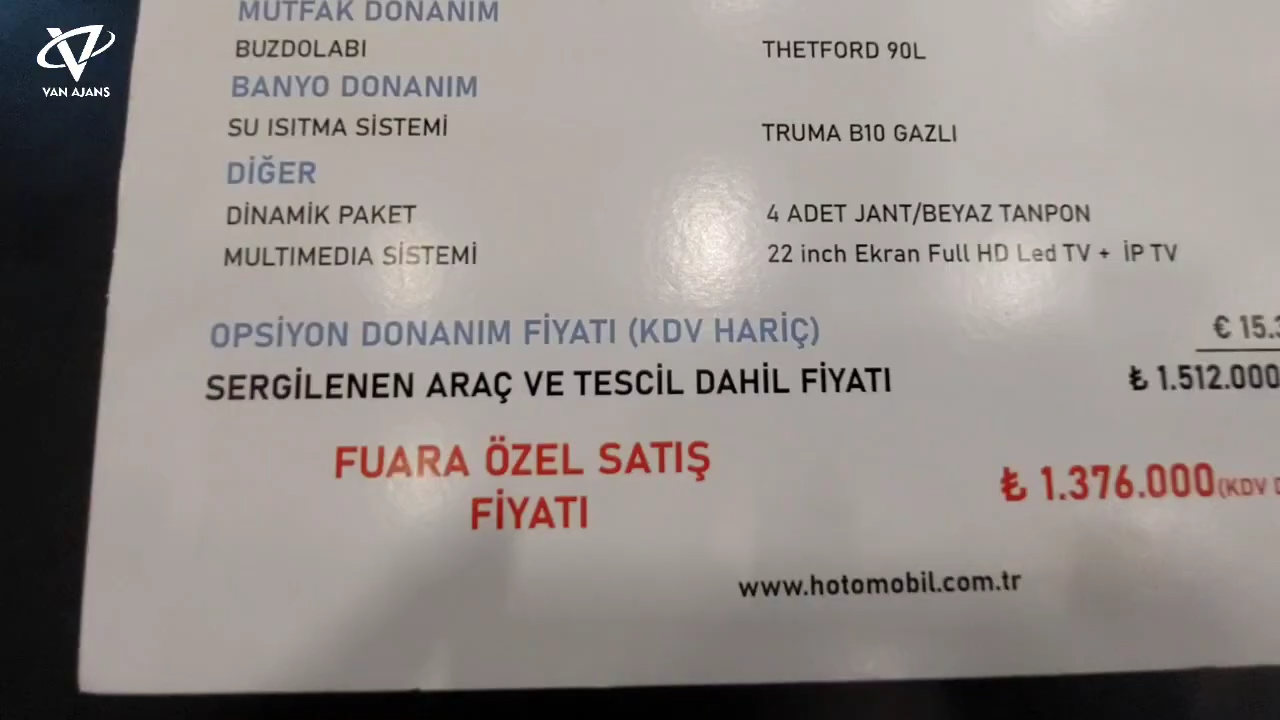 VAN AJANS
MUTFAK DONANIM
BUZDOLABI THETFORD 90L
BANYO DONANIM
SU ISITMA SİSTEMİ TRUMA B10 GAZLI
DİĞER
DİNAMİK PAKET 4 ADET JANT/BEYAZ TANPON
MULTIMEDIA SİSTEMİ 22 inch Ekran Full HD Led TV + İP TV
OPSİYON DONANIM FİYATI (KDV HARİÇ) € 15.3
SERGİLENEN ARAÇ VE TESCİL DAHİL FİYATI ₺ 1.512.000
FUARA ÖZEL SATIŞ
FİYATI ₺ 1.376.000 (KDV
www.hotomobil.com.tr